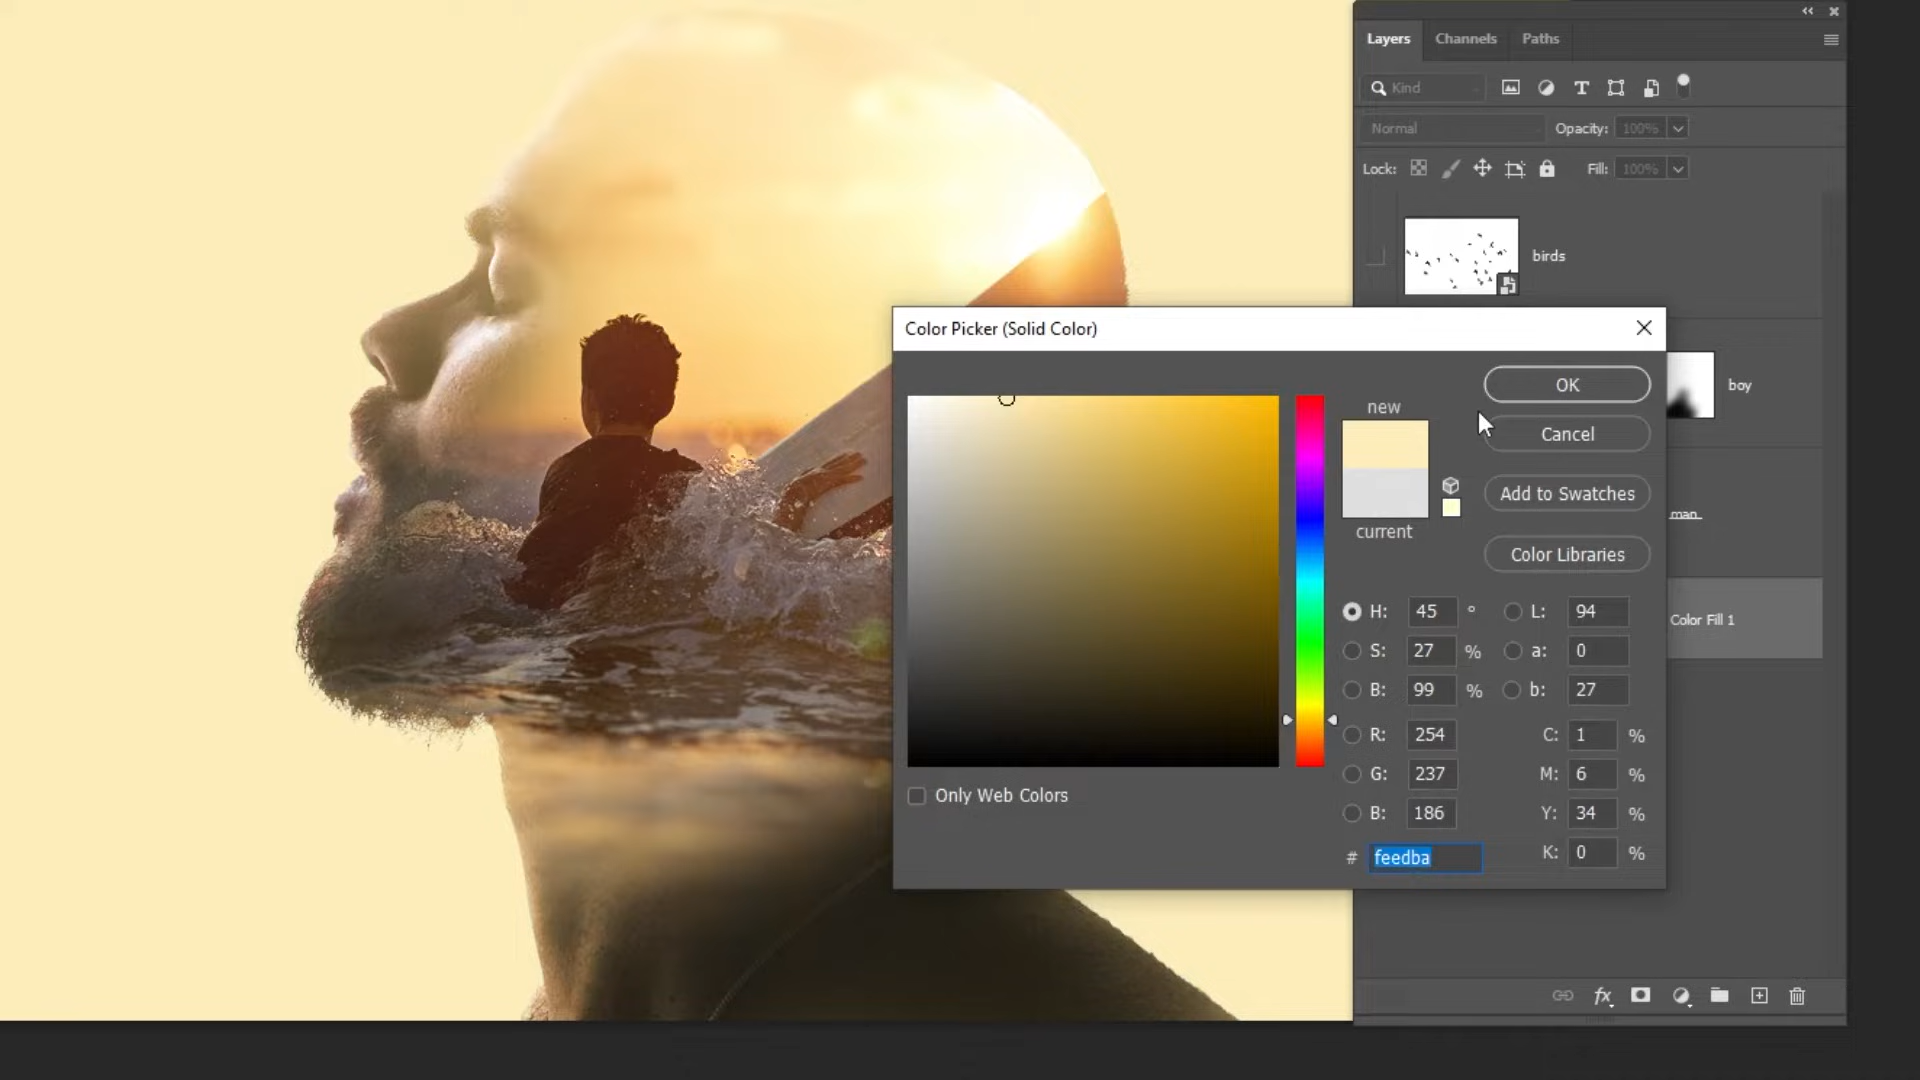 Layers Channels Paths
Kind
Normal Opacity: 100%
Lock: Fill: 100%
birds
Color Picker (Solid Color)
boy
OK
new
Cancel
Add to Swatches
man
current
Color Libraries
H: 45 ° L: 94
Color Fill 1
S: 27 % a: 0
B: 99 % b: 27
R: 254 C: 1 %
G: 237 M: 6 %
Only Web Colors
B: 186 Y: 34 %
# feedba K: 0 %
fx